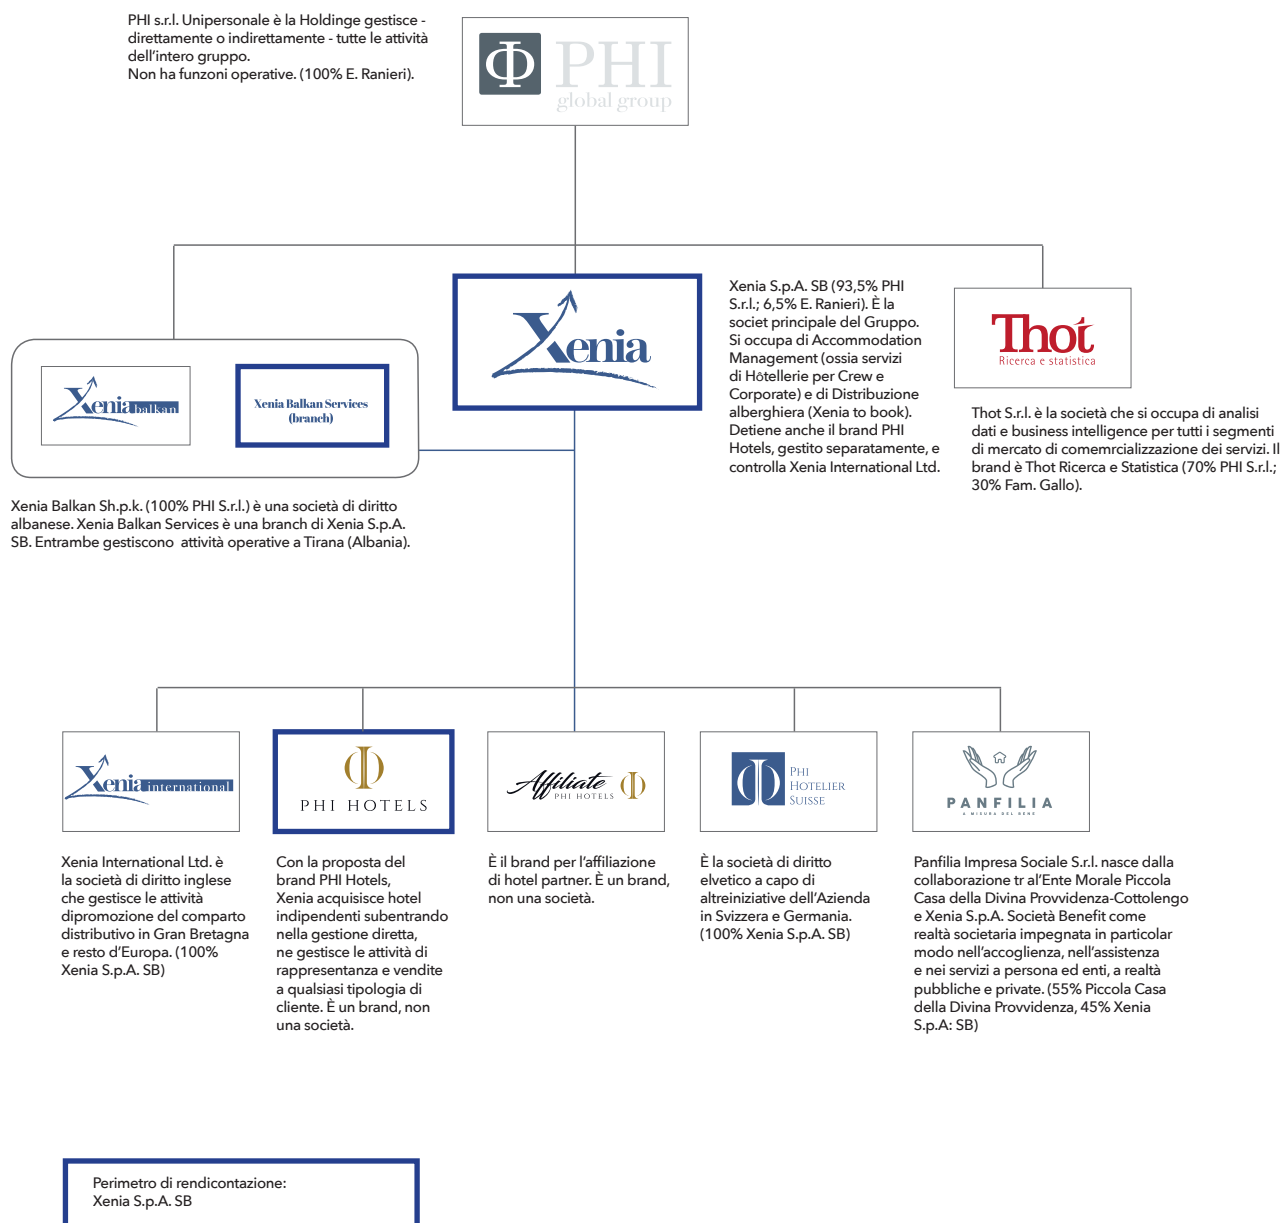 PHI s.r.l. Unipersonale è la Holdinge gestisce -
direttamente o indirettamente - tutte le attività
dell'intero gruppo.
Non ha funzoni operative. (100% E. Ranieri).
Φ PHI
global group
Xenia balkan
Xenia Balkan Services
(branch)
Xenia Balkan Sh.p.k. (100% PHI S.r.l.) è una società di diritto
albanese. Xenia Balkan Services è una branch di Xenia S.p.A.
SB. Entrambe gestiscono attività operative a Tirana (Albania).
Xenia
Xenia S.p.A. SB (93,5% PHI
S.r.l.; 6,5% E. Ranieri). È la
societ principale del Gruppo.
Si occupa di Accommodation
Management (ossia servizi
di Hôtellerie per Crew e
Corporate) e di Distribuzione
alberghiera (Xenia to book).
Detiene anche il brand PHI
Hotels, gestito separatamente, e
controlla Xenia International Ltd.
Thot
Ricerca e statistica
Thot S.r.l. è la società che si occupa di analisi
dati e business intelligence per tutti i segmenti
di mercato di comemrcializzazione dei servizi. Il
brand è Thot Ricerca e Statistica (70% PHI S.r.l.;
30% Fam. Gallo).
Xenia international
Xenia International Ltd. è
la società di diritto inglese
che gestisce le attività
dipromozione del comparto
distributivo in Gran Bretagna
e resto d'Europa. (100%
Xenia S.p.A. SB)
PHI HOTELS
Con la proposta del
brand PHI Hotels,
Xenia acquisisce hotel
indipendenti subentrando
nella gestione diretta,
ne gestisce le attività di
rappresentanza e vendite
a qualsiasi tipologia di
cliente. È un brand, non
una società.
Affiliate
PHI HOTELS
È il brand per l'affiliazione
di hotel partner. È un brand,
non una società.
PHI
HOTELIER
SUISSE
È la società di diritto
elvetico a capo di
altreiniziative dell'Azienda
in Svizzera e Germania.
(100% Xenia S.p.A. SB)
PANFILIA
A MISURA DEL BENE
Panfilia Impresa Sociale S.r.l. nasce dalla
collaborazione tr al'Ente Morale Piccola
Casa della Divina Provvidenza-Cottolengo
e Xenia S.p.A. Società Benefit come
realtà societaria impegnata in particolar
modo nell'accoglienza, nell'assistenza
e nei servizi a persona ed enti, a realtà
pubbliche e private. (55% Piccola Casa
della Divina Provvidenza, 45% Xenia
S.p.A: SB)
Perimetro di rendicontazione:
Xenia S.p.A. SB